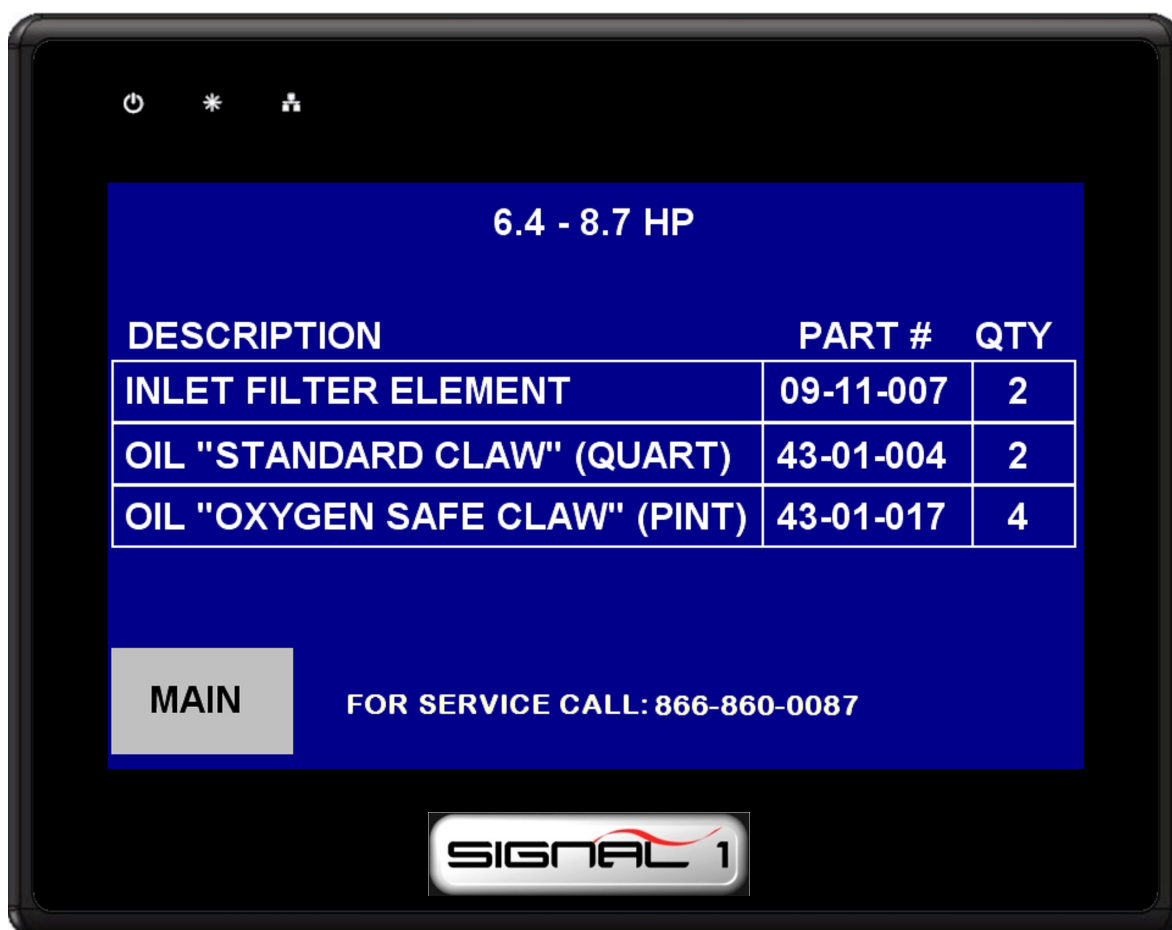 6.4 - 8.7 HP
DESCRIPTION PART # QTY
INLET FILTER ELEMENT 09-11-007 2
OIL "STANDARD CLAW" (QUART) 43-01-004 2
OIL "OXYGEN SAFE CLAW" (PINT) 43-01-017 4
MAIN FOR SERVICE CALL: 866-860-0087
SIGNAL 1